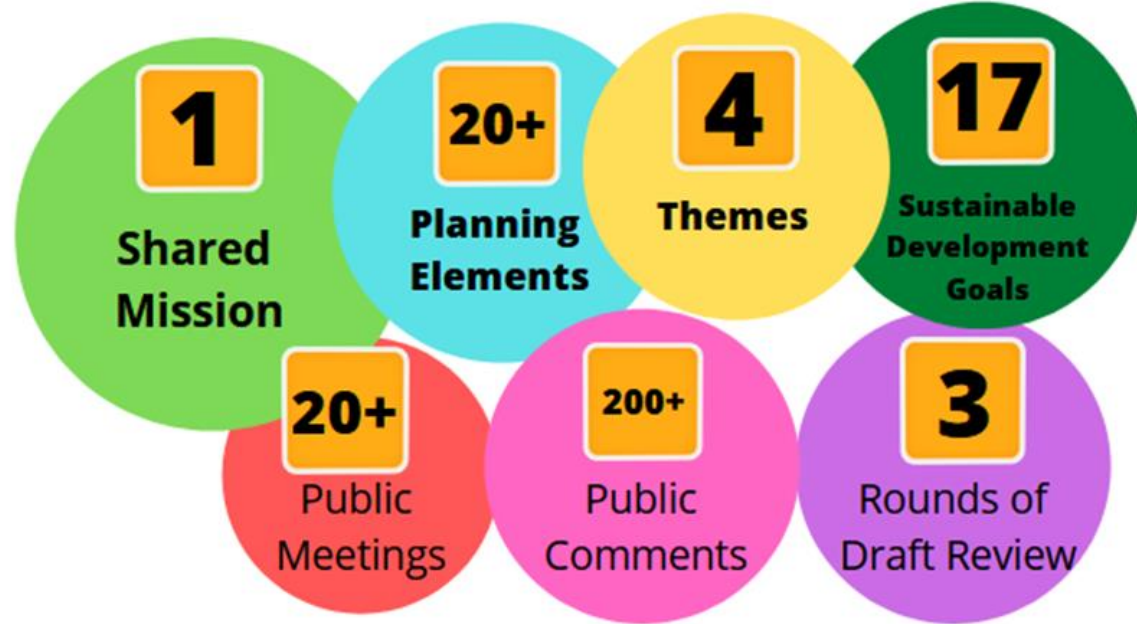 1
Shared
Mission
20+
Planning
Elements
4
Themes
17
Sustainable
Development
Goals
20+
Public
Meetings
200+
Public
Comments
3
Rounds of
Draft Review